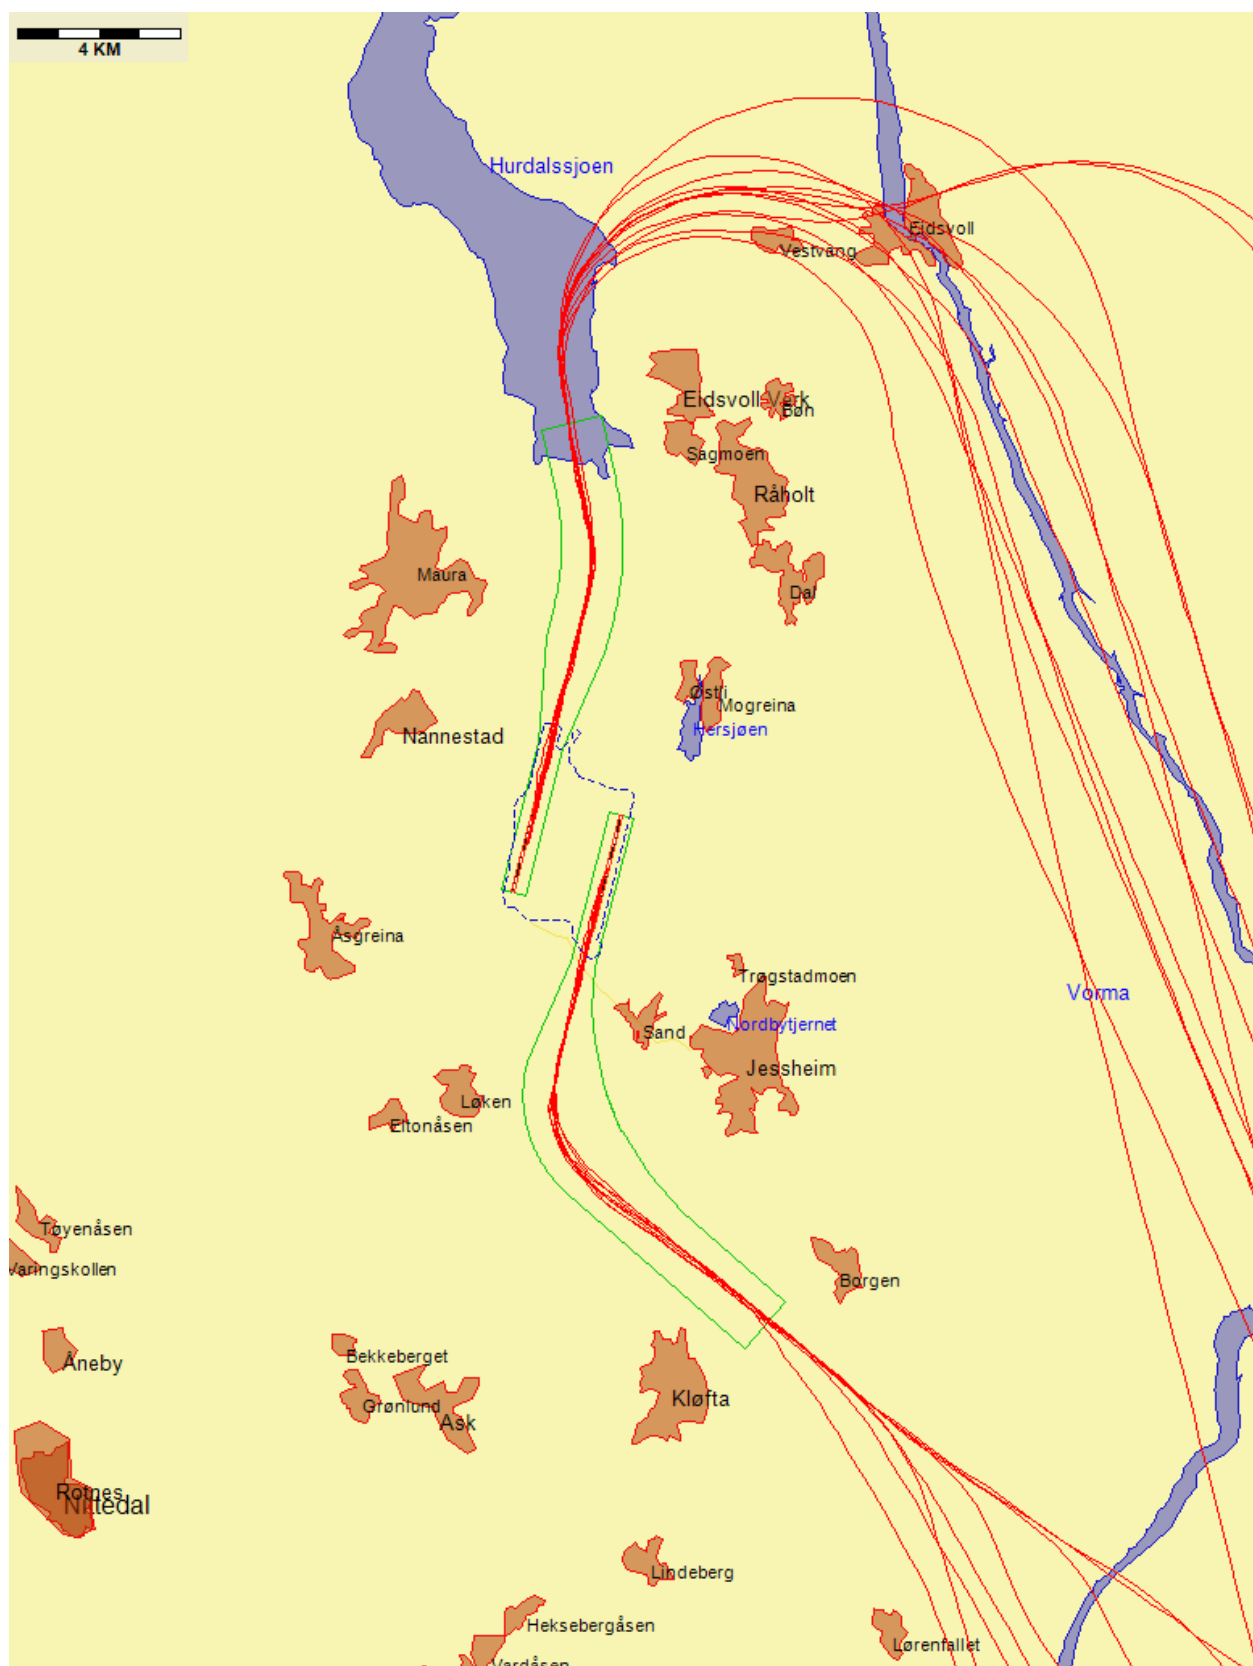 4 KM
Hurdalssjoen
Eidsvoll
Vestvang
Eidsvoll Verk
Bøn
Sagmoen
Råholt
Maura
Dal
Østli
Mogreina
Nannestad
Hersjøen
Åsgreina
Trøgstadmoen
Vorma
Sand
Nordbytjernet
Jessheim
Løken
Eltonåsen
Tøyenåsen
Varingskollen
Borgen
Åneby
Bekkeberget
Kløfta
Grønlund
Ask
Rotnes
Nittedal
Lindeberg
Heksebergåsen
Lørenfallet
Vardåsen